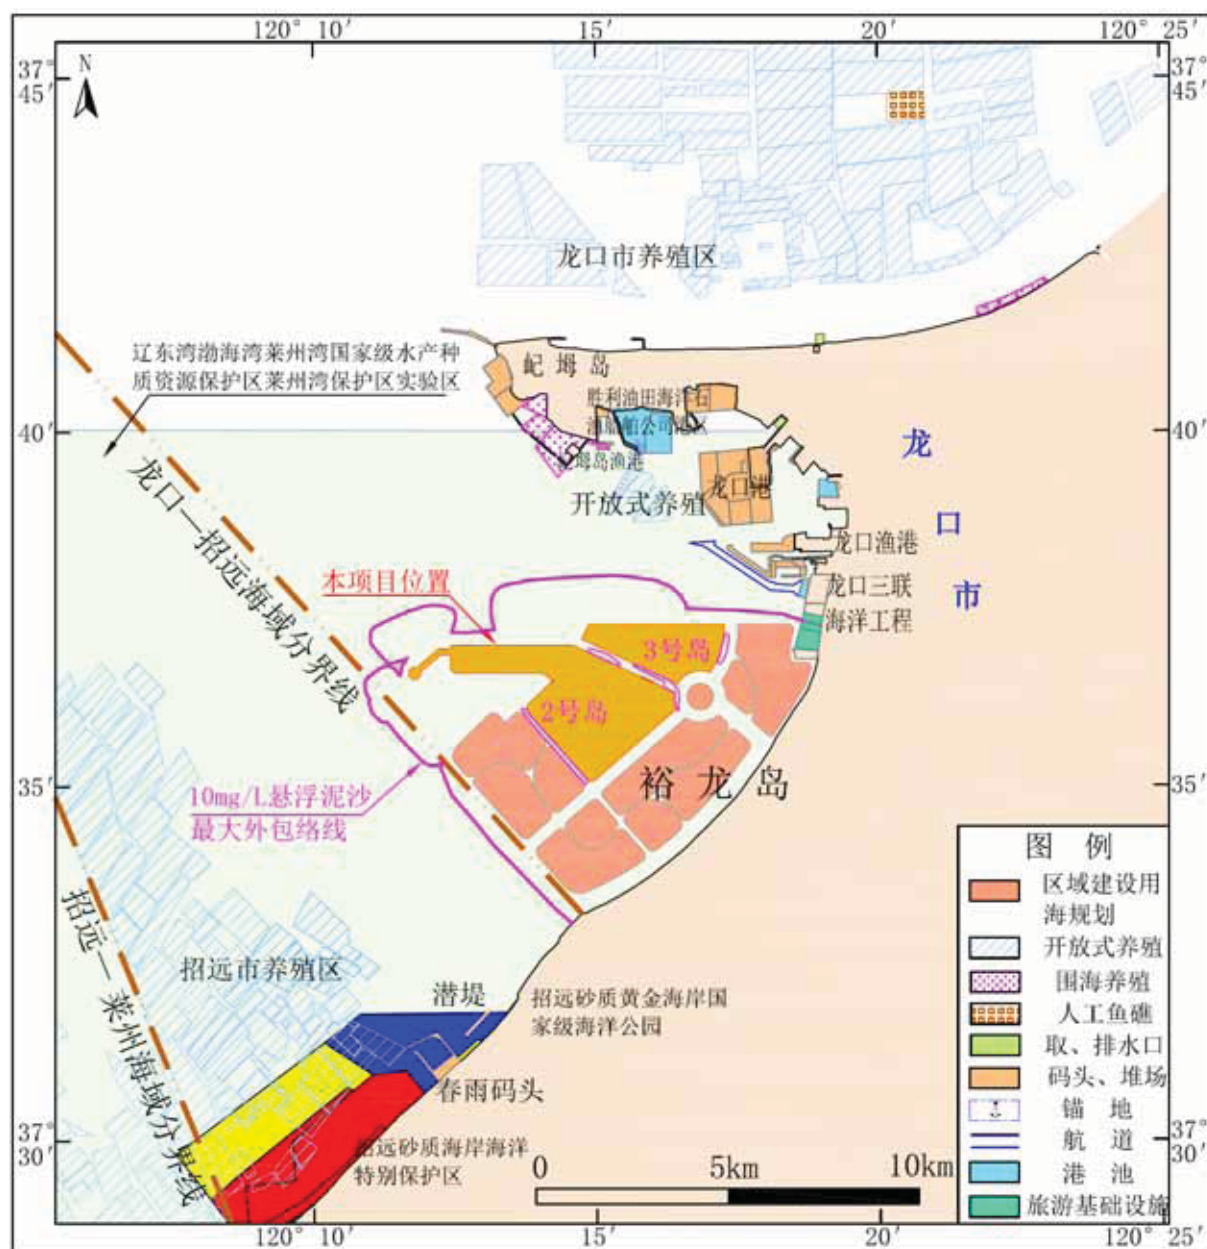 120° 10′ 15′ 20′ 120° 25′
37° 45′
37° 45′
N
龙口市养殖区
辽东湾渤海湾莱州湾国家级水产种
质资源保护区莱州湾保护区实验区
屺 坶 岛
胜利油田海洋石
油船舶公司港区
坶岛渔港
40′
40′
龙口市
开放式养殖
龙口港
龙口渔港
龙口三联
海洋工程
龙口—招远海域分界线
本项目位置
3号岛
2号岛
裕 龙 岛
35′
35′
10mg/L悬浮泥沙
最大外包络线
招远市养殖区
潜堤
招远砂质黄金海岸国
家级海洋公园
春雨码头
招远—莱州海域分界线
招远砂质海岸海洋
特别保护区
37° 30′
37° 30′
0 5km 10km
图 例
区域建设用
海规划
开放式养殖
围海养殖
人工鱼礁
取、排水口
码头、堆场
锚 地
航 道
港 池
旅游基础设施
120° 10′ 15′ 20′ 120° 25′